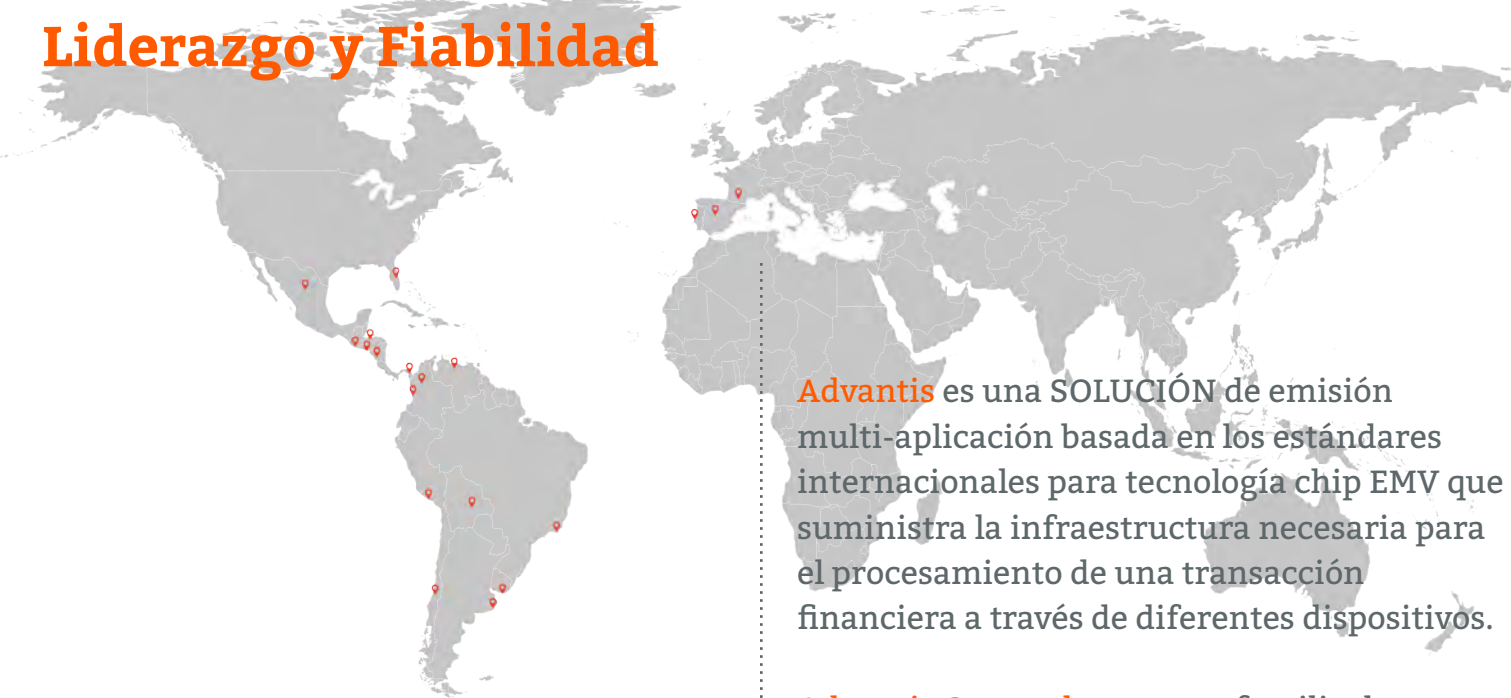 Liderazgo y Fiabilidad
Advantis es una SOLUCIÓN de emisión
multi-aplicación basada en los estándares
internacionales para tecnología chip EMV que
suministra la infraestructura necesaria para
el procesamiento de una transacción
financiera a través de diferentes dispositivos.